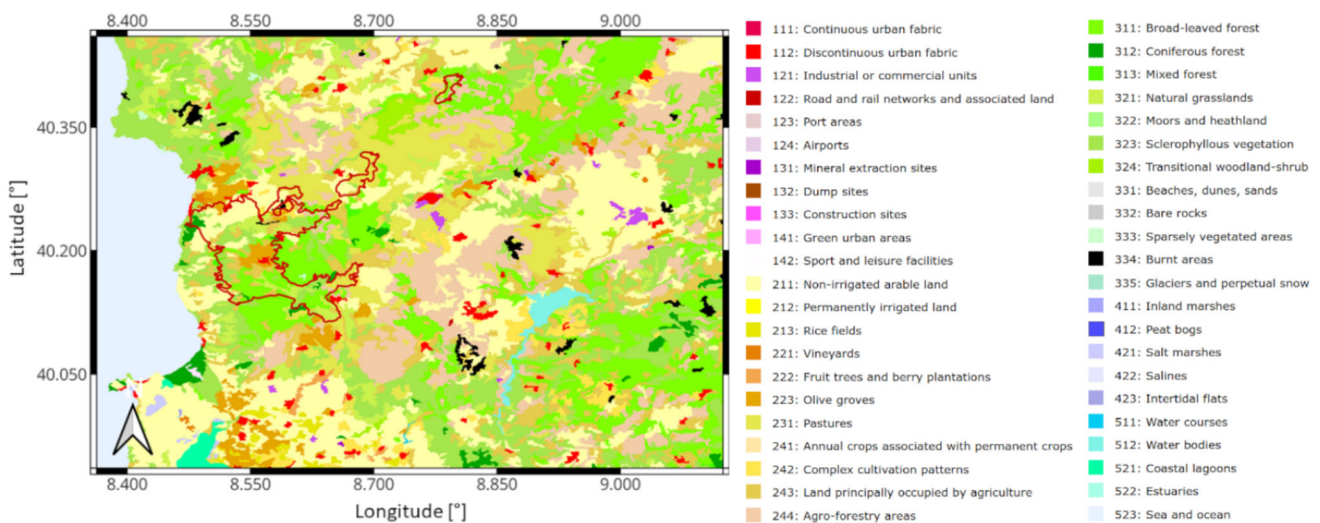 8.400 8.550 8.700 8.850 9.000
40.350
40.200
40.050
Latitude [°]
8.400 8.550 8.700 8.850 9.000
Longitude [°]
111: Continuous urban fabric
112: Discontinuous urban fabric
121: Industrial or commercial units
122: Road and rail networks and associated land
123: Port areas
124: Airports
131: Mineral extraction sites
132: Dump sites
133: Construction sites
141: Green urban areas
142: Sport and leisure facilities
211: Non-irrigated arable land
212: Permanently irrigated land
213: Rice fields
221: Vineyards
222: Fruit trees and berry plantations
223: Olive groves
231: Pastures
241: Annual crops associated with permanent crops
242: Complex cultivation patterns
243: Land principally occupied by agriculture
244: Agro-forestry areas
311: Broad-leaved forest
312: Coniferous forest
313: Mixed forest
321: Natural grasslands
322: Moors and heathland
323: Sclerophyllous vegetation
324: Transitional woodland-shrub
331: Beaches, dunes, sands
332: Bare rocks
333: Sparsely vegetated areas
334: Burnt areas
335: Glaciers and perpetual snow
411: Inland marshes
412: Peat bogs
421: Salt marshes
422: Salines
423: Intertidal flats
511: Water courses
512: Water bodies
521: Coastal lagoons
522: Estuaries
523: Sea and ocean